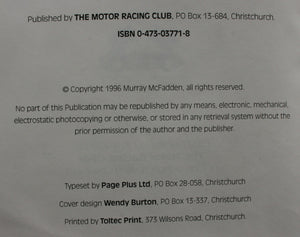 Published by THE MOTOR RACING CLUB, PO Box 13-684, Christchurch.
ISBN 0-473-03771-8
© Copyright 1996 Murray McFadden, all rights reserved.
No part of this Publication may be republished by any means, electronic, mechanical,
electrostatic photocopying or otherwise, or stored in any retrieval system without the
prior permission of the author and the publisher.
Typeset by Page Plus Ltd, PO Box 28-058, Christchurch
Cover design Wendy Burton, PO Box 13-337, Christchurch
Printed by Toltec Print, 373 Wilsons Road, Christchurch.